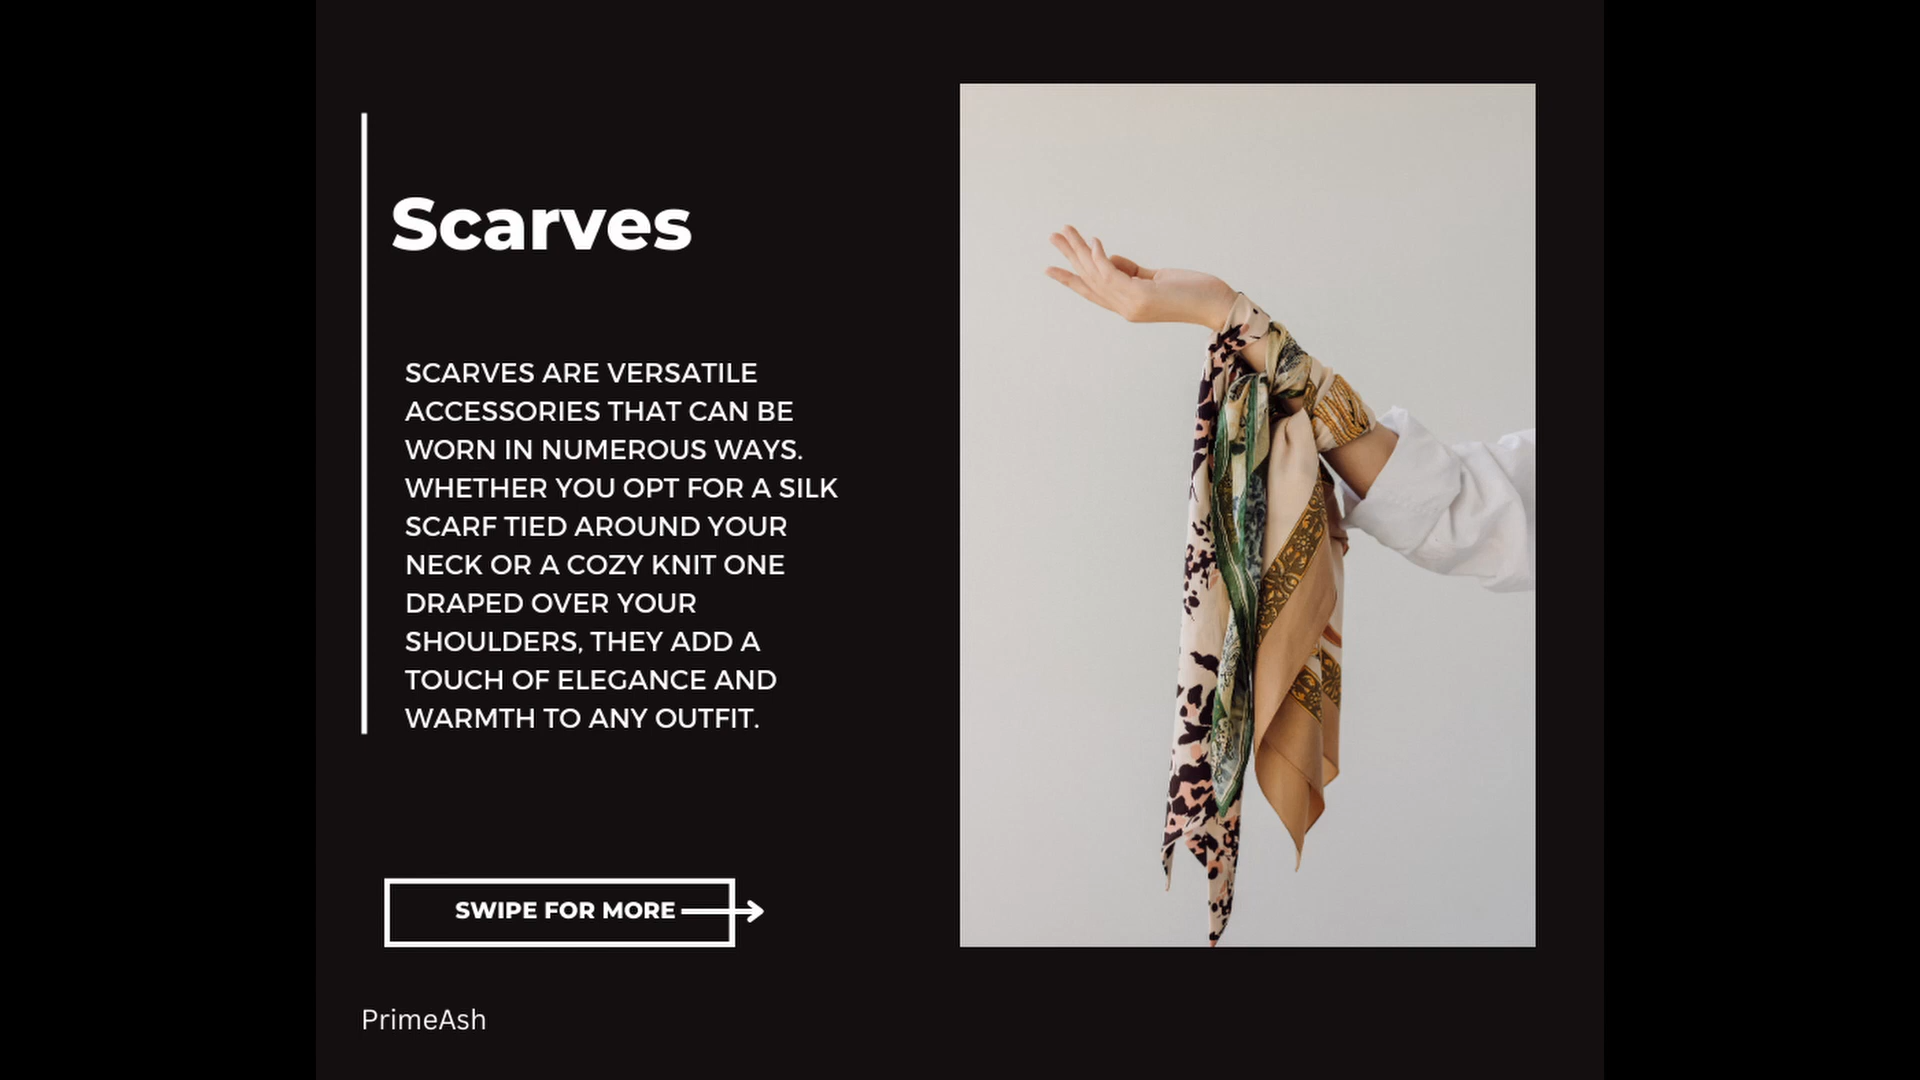 Scarves
SCARVES ARE VERSATILE
ACCESSORIES THAT CAN BE
WORN IN NUMEROUS WAYS.
WHETHER YOU OPT FOR A SILK
SCARF TIED AROUND YOUR
NECK OR A COZY KNIT ONE
DRAPED OVER YOUR
SHOULDERS, THEY ADD A
TOUCH OF ELEGANCE AND
WARMTH TO ANY OUTFIT.
SWIPE FOR MORE
PrimeAsh